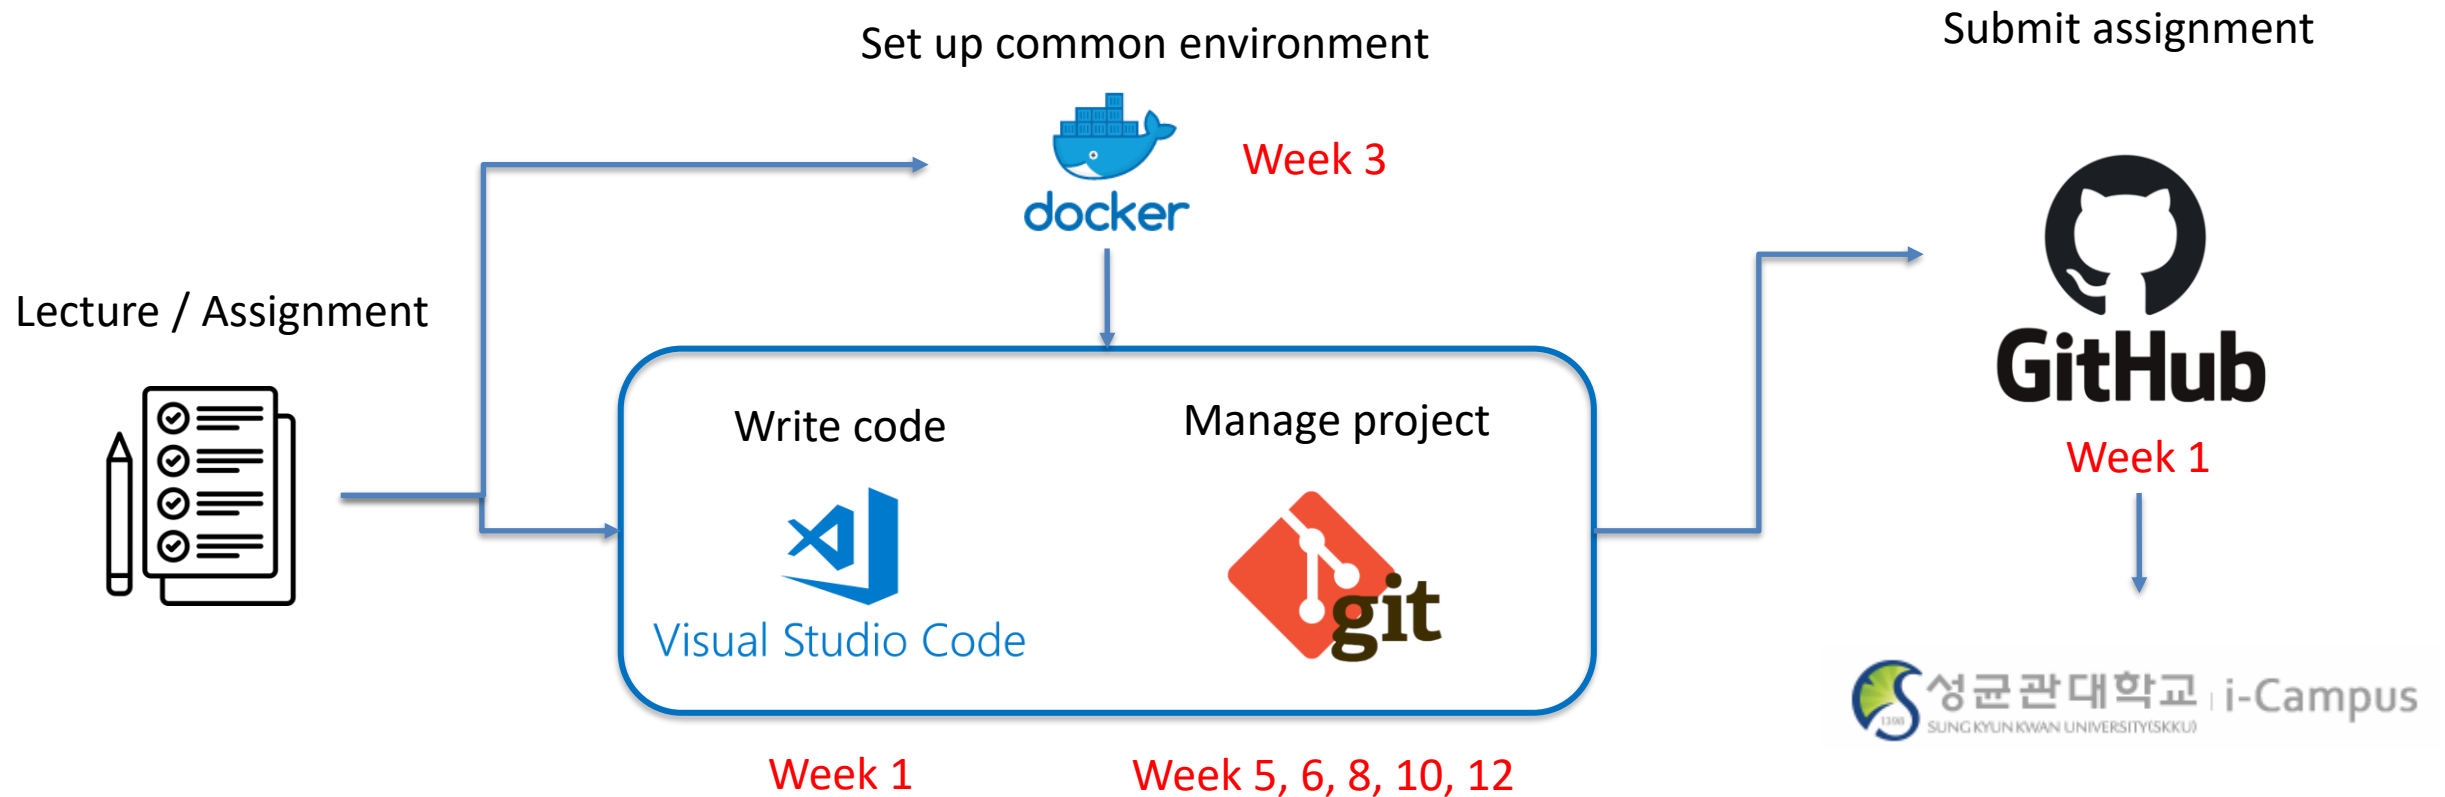 Set up common environment
Submit assignment
docker
Week 3
Lecture / Assignment
GitHub
Week 1
Write code
Manage project
Visual Studio Code
git
Week 1
Week 5, 6, 8, 10, 12
1398
성균관대학교 i-Campus
SUNG KYUN KWAN UNIVERSITY(SKKU)